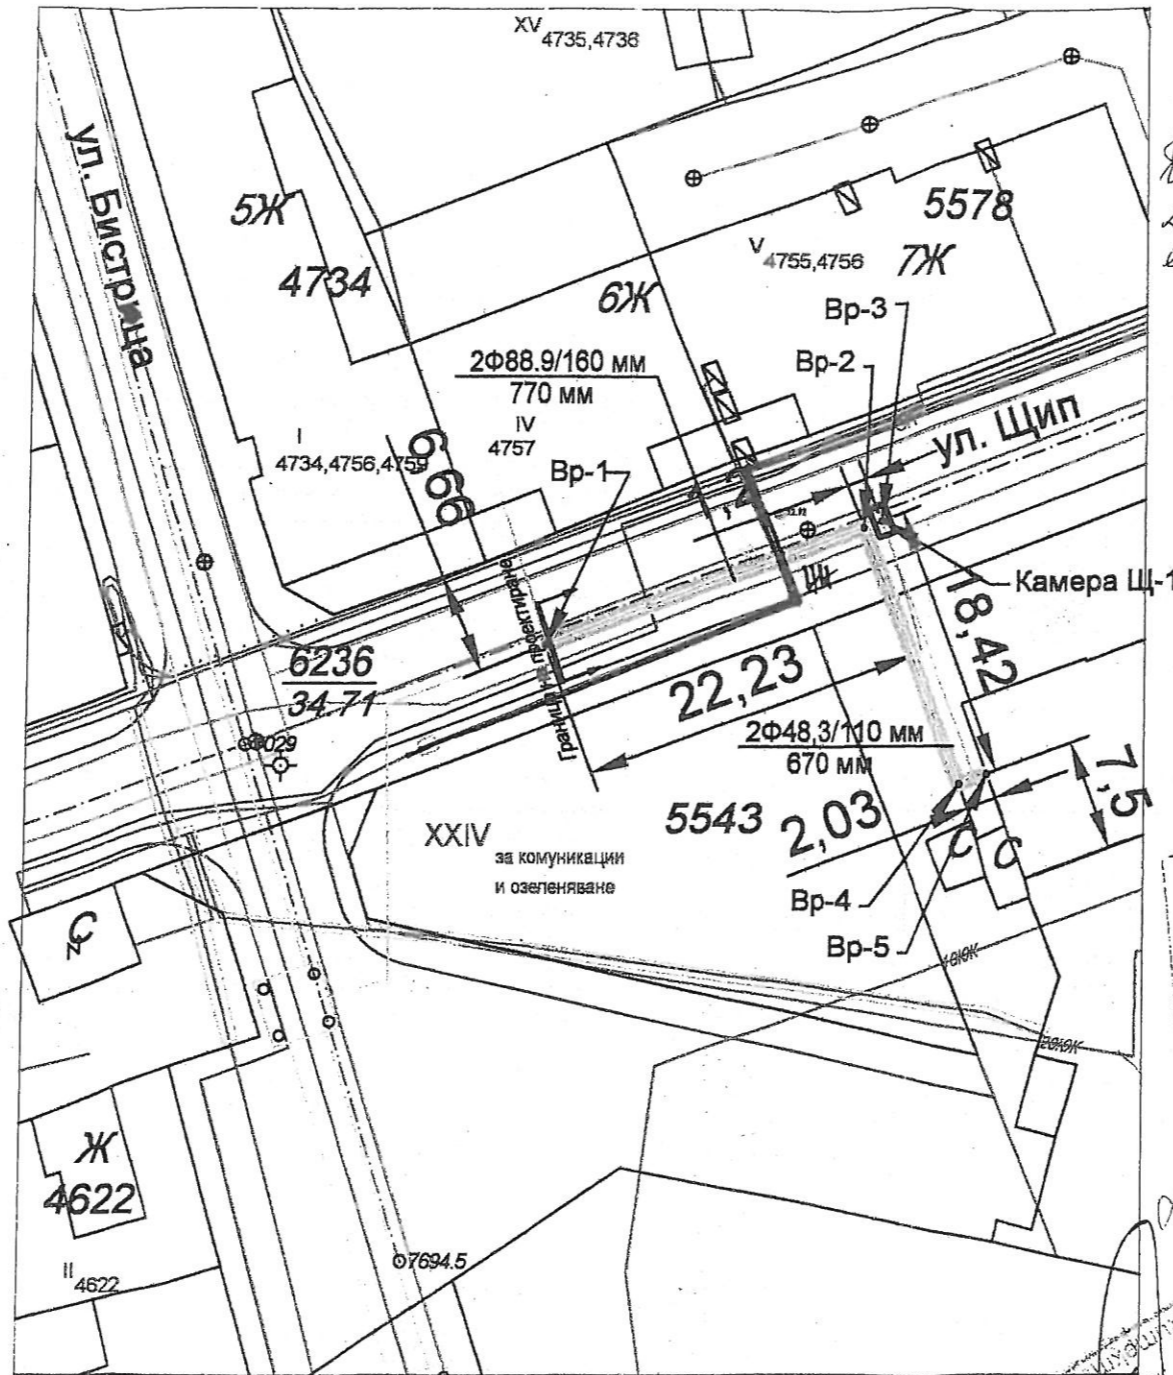 XV 4735,4736
ул. Бистрица
5Ж
4734
5578
V 4755,4756
7Ж
6Ж
Вр-3
Вр-2
2Ф88.9/160 мм
770 мм
ул. Щип
I
4734,4756,4759
IV
4757
6,66
Вр-1
Камера Щ-1
Граници на проектиране
18,42
6236
34.71
22,23
029
2Ф48,3/110 мм
670 мм
7,5
5543
2,03
XXIV за комуникации
и озеленяване
С
С
Вр-4
Вр-5
Ж
4622
7694.5
II 4622